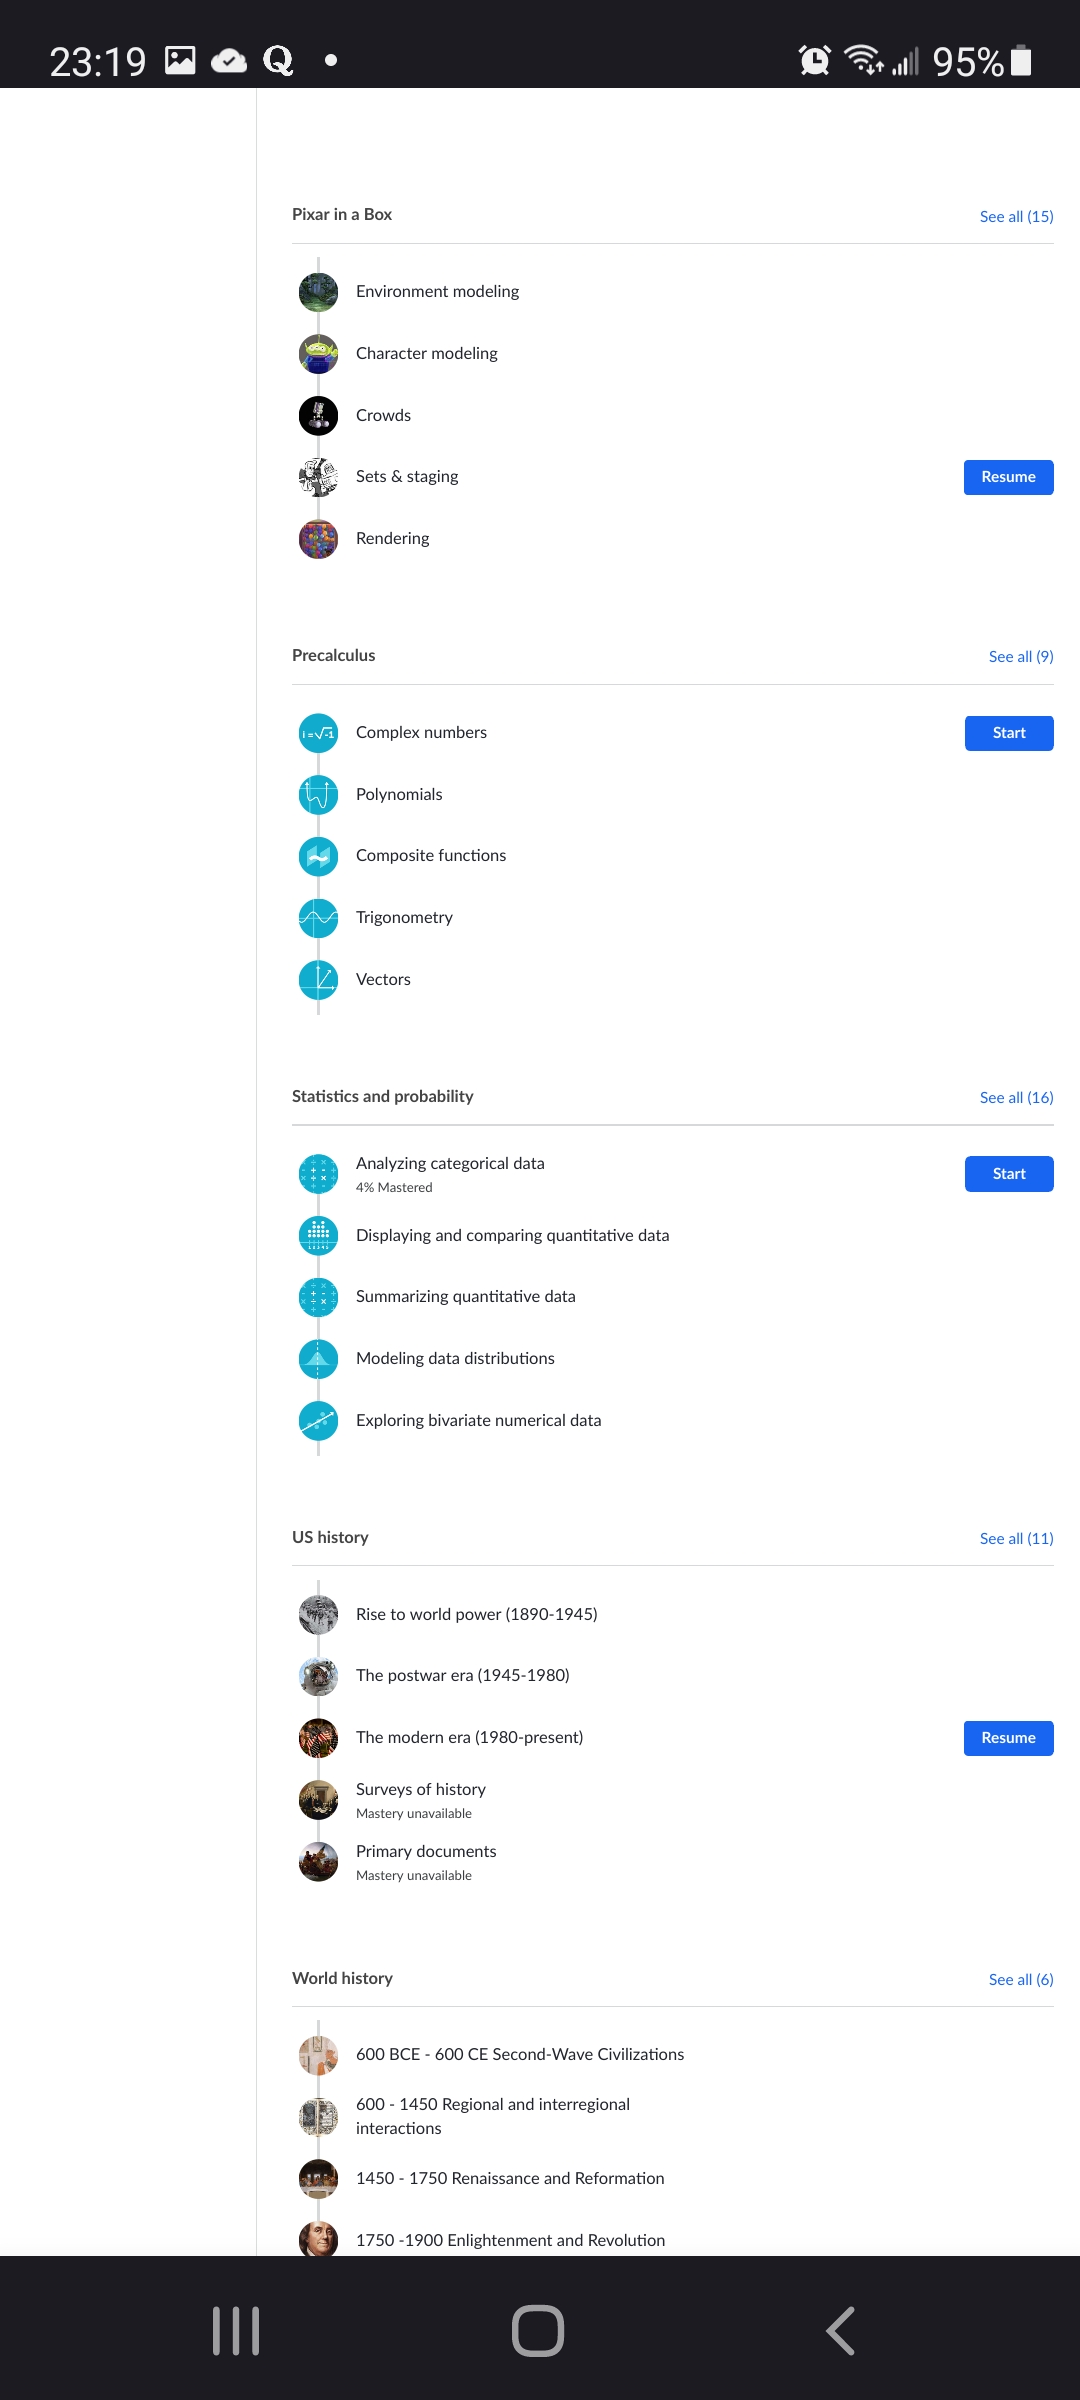 23:19
95%
Pixar in a Box
See all (15)
Environment modeling
Character modeling
Crowds
Sets & staging
Resume
Rendering
Precalculus
See all (9)
i=√-1
Complex numbers
Start
Polynomials
Composite functions
Trigonometry
Vectors
Statistics and probability
See all (16)
Analyzing categorical data
4% Mastered
Start
Displaying and comparing quantitative data
Summarizing quantitative data
Modeling data distributions
Exploring bivariate numerical data
US history
See all (11)
Rise to world power (1890-1945)
The postwar era (1945-1980)
The modern era (1980-present)
Resume
Surveys of history
Mastery unavailable
Primary documents
Mastery unavailable
World history
See all (6)
600 BCE - 600 CE Second-Wave Civilizations
600 - 1450 Regional and interregional
interactions
1450 - 1750 Renaissance and Reformation
1750 -1900 Enlightenment and Revolution